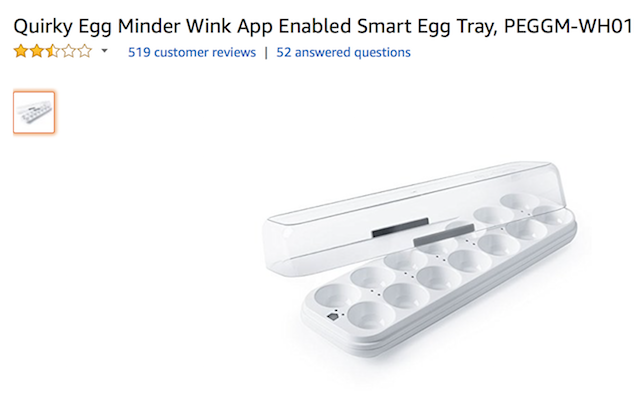 Quirky Egg Minder Wink App Enabled Smart Egg Tray, PEGGM-WH01
519 customer reviews | 52 answered questions